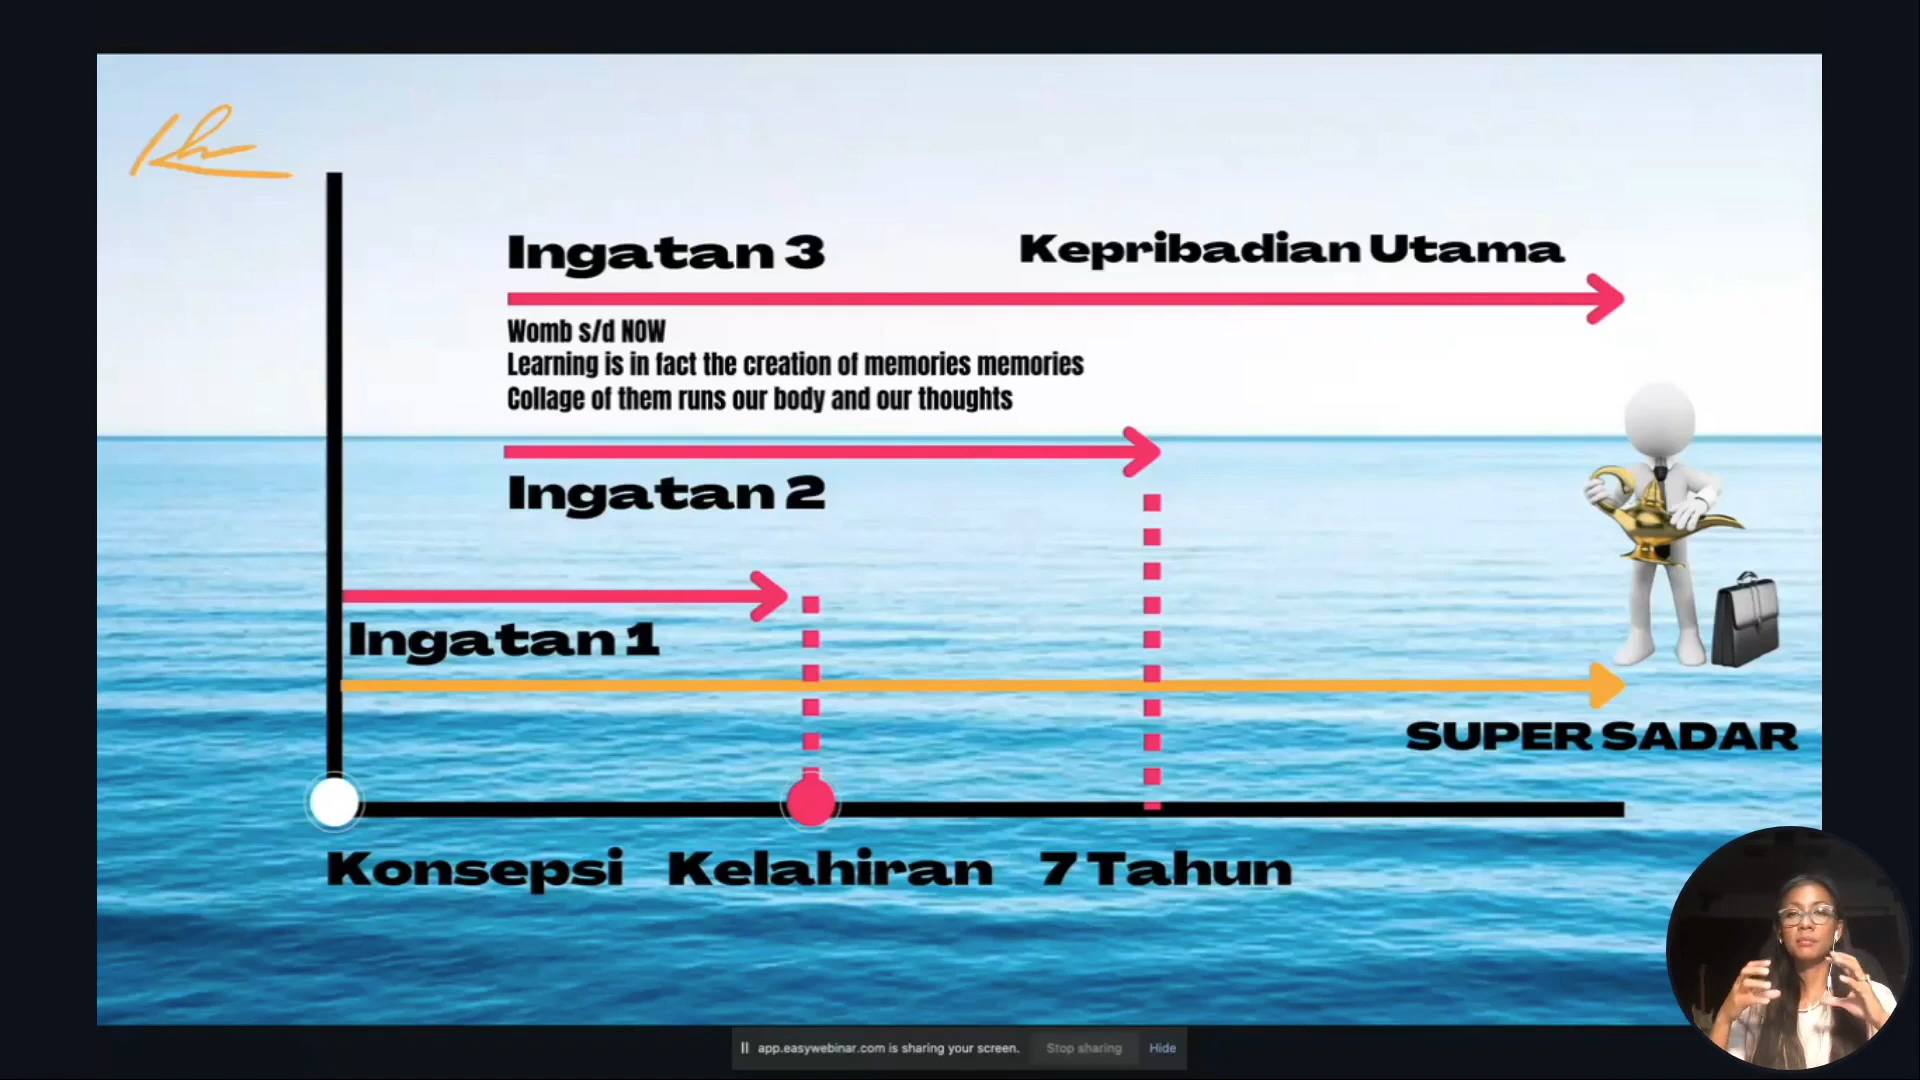 Ingatan 3
Kepribadian Utama
Womb s/d NOW
Learning is in fact the creation of memories memories
Collage of them runs our body and our thoughts
Ingatan 2
Ingatan 1
SUPER SADAR
Konsepsi Kelahiran 7 Tahun
app.easywebinar.com is sharing your screen. Stop sharing Hide